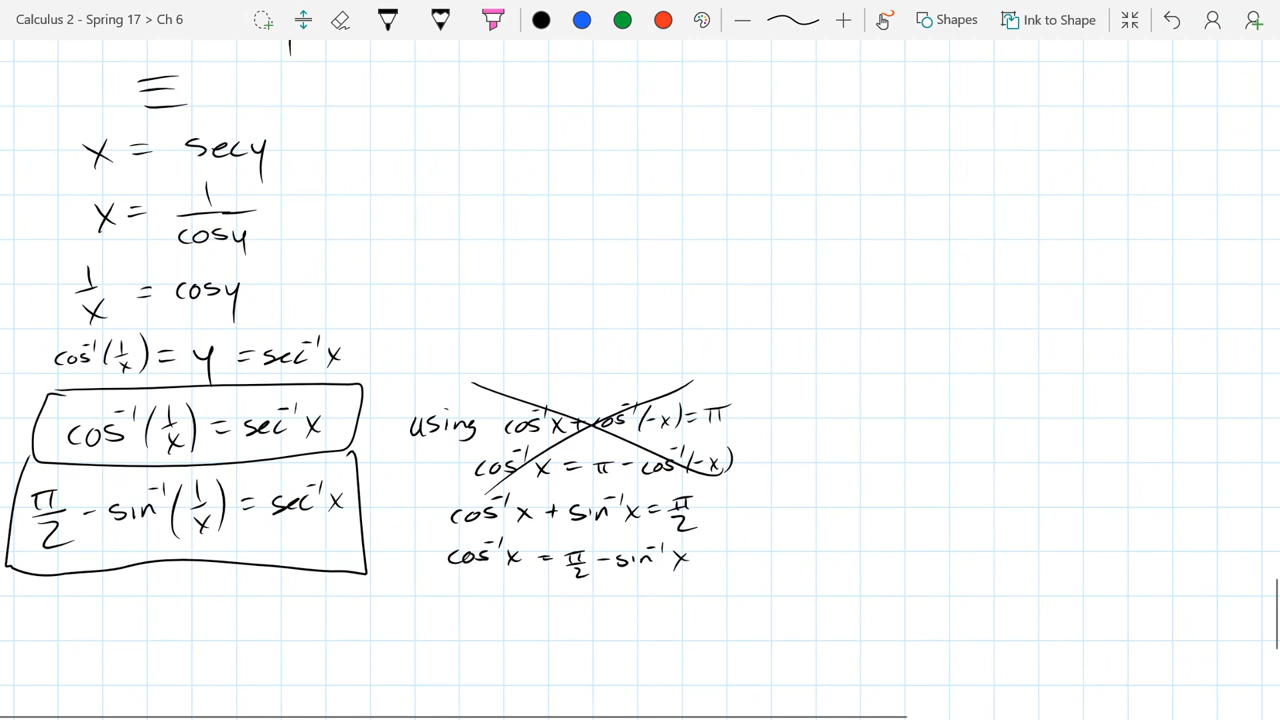 Calculus 2 - Spring 17 > Ch 6
Shapes
Ink to Shape
x = secy
x = 1/cosy
1/x = cosy
cos⁻¹(1/x) = y = sec⁻¹x
cos⁻¹(1/x) = sec⁻¹x
π/2 - sin⁻¹(1/x) = sec⁻¹x
using cos⁻¹x + cos⁻¹(-x) = π
cos⁻¹x = π - cos⁻¹(-x)
cos⁻¹x + sin⁻¹x = π/2
cos⁻¹x = π/2 - sin⁻¹x